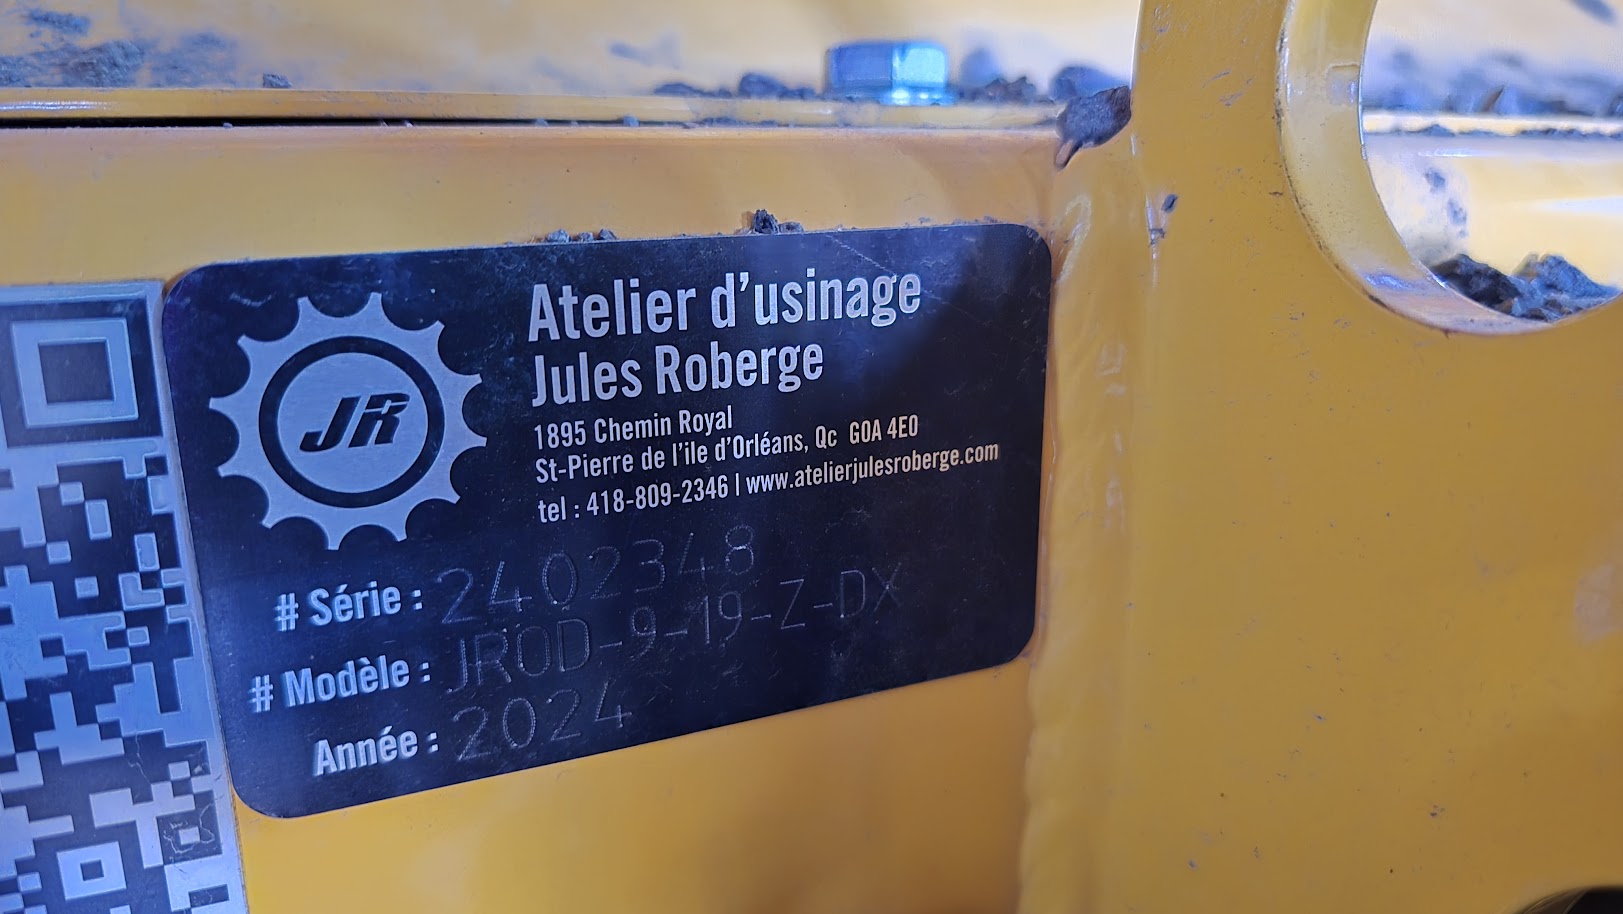 JR
Atelier d'usinage
Jules Roberge
1895 Chemin Royal
St-Pierre de l'ile d'Orléans, Qc G0A 4E0
tel : 418-809-2346 | www.atelierjulesroberge.com
# Série : 2402348
# Modèle : JROD-9-19-Z-DX
Année : 2024